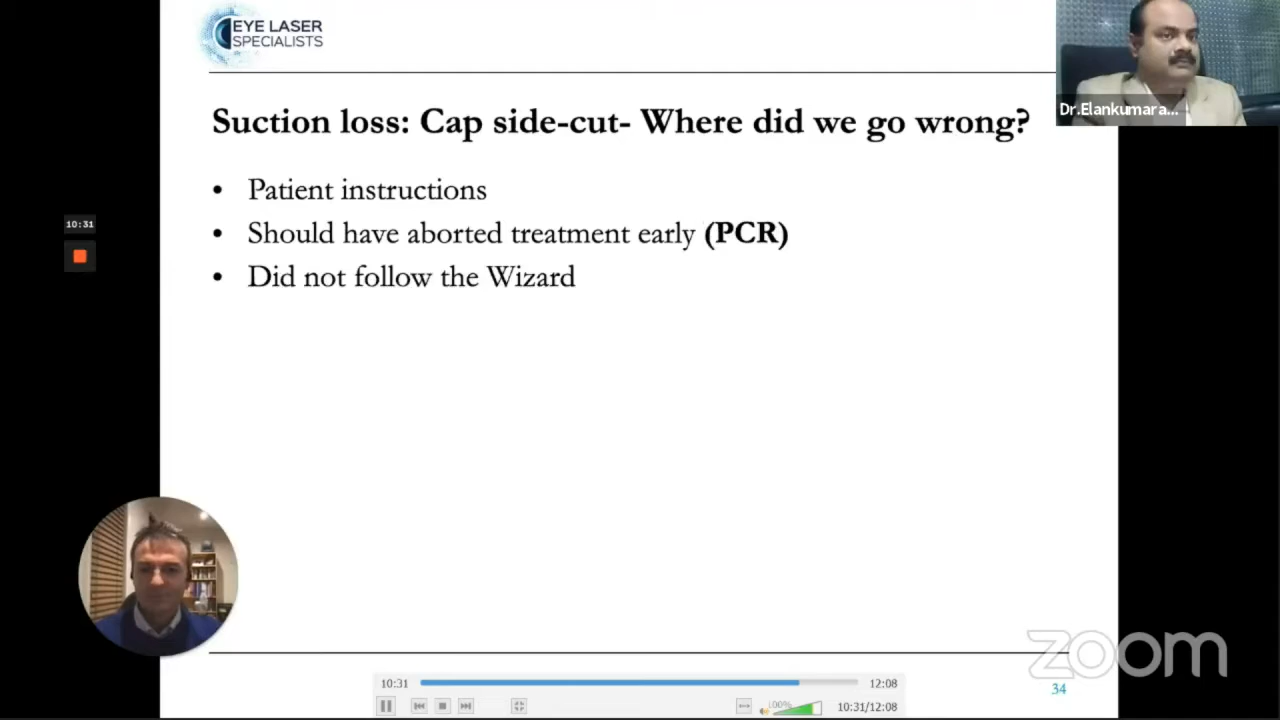 EYE LASER
SPECIALISTS
Dr.Elankumara...
Suction loss: Cap side-cut- Where did we go wrong?
• Patient instructions
• Should have aborted treatment early (PCR)
• Did not follow the Wizard
10:31
zoom
10:31
12:08
34
100%
10:31/12:08